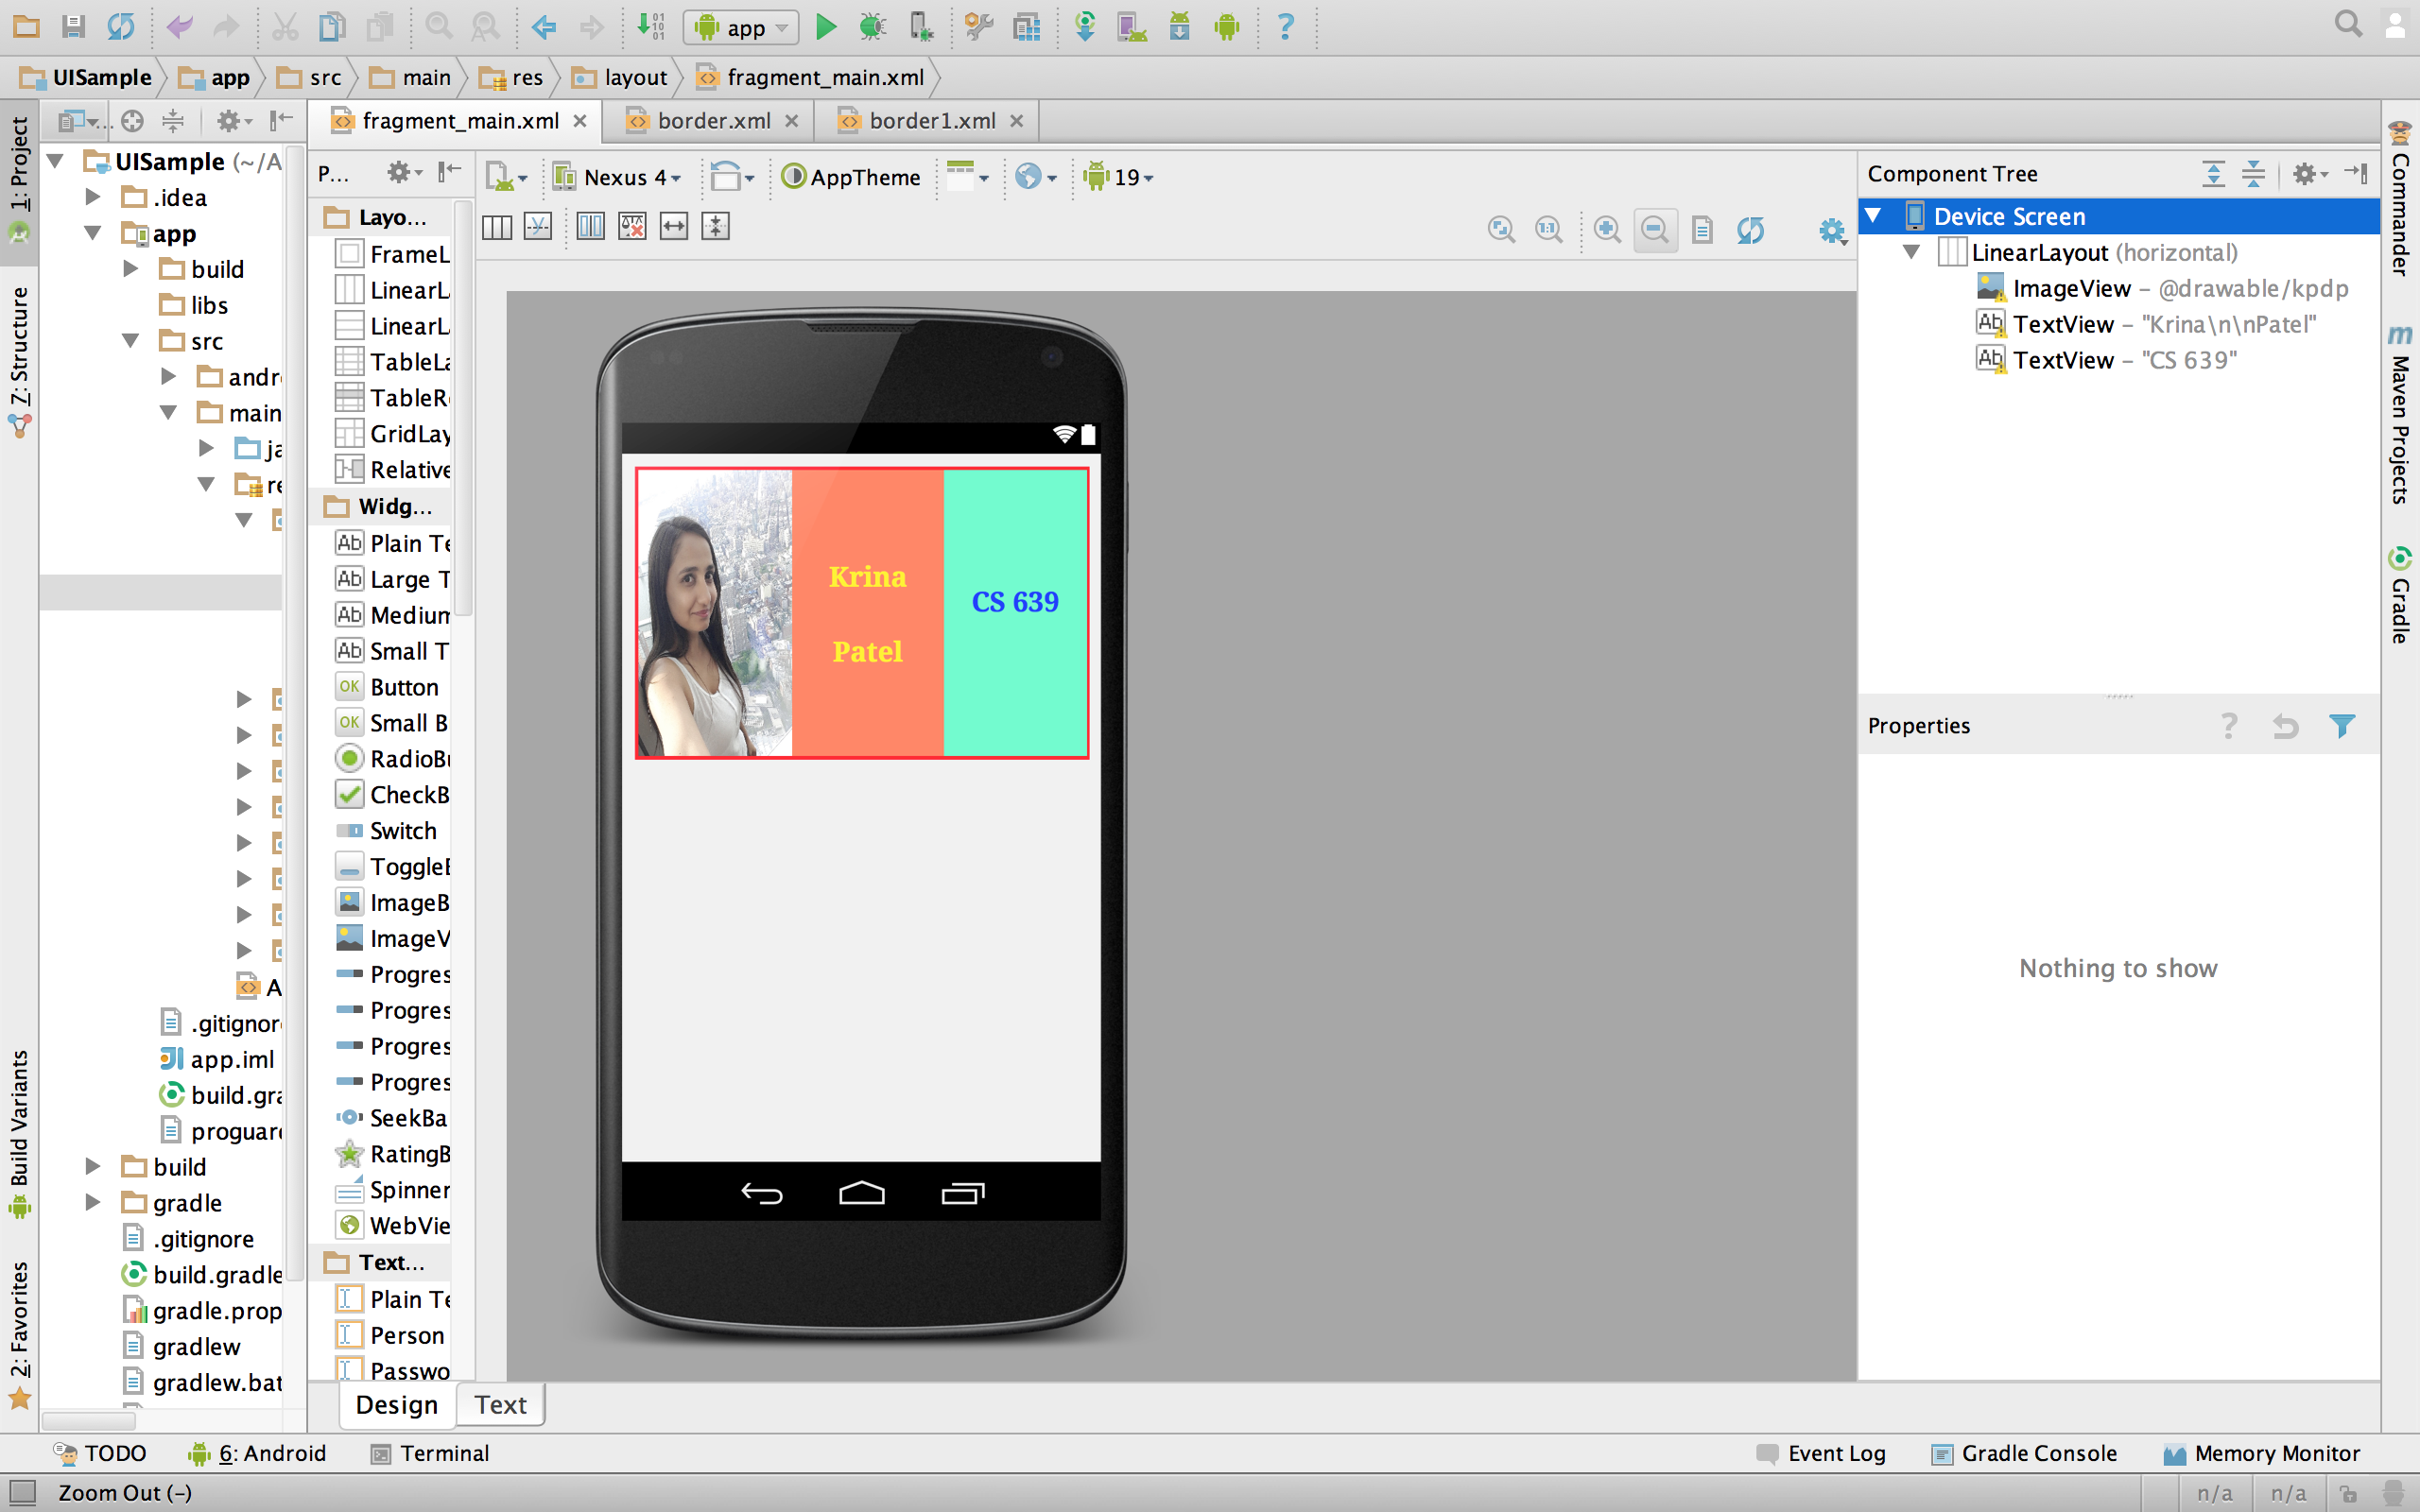 app
UISample
app
src
main
res
layout
fragment_main.xml
1: Project
7: Structure
Build Variants
2: Favorites
UISample (~/A
.idea
app
build
libs
src
andr
main
ja
re
A
.gitignor
app.iml
build.gra
proguar
build
gradle
.gitignore
build.gradle
gradle.prop
gradlew
gradlew.bat
fragment_main.xml
border.xml
border1.xml
P...
Nexus 4
AppTheme
19
Layo...
FrameL
LinearL
LinearL
TableLa
TableRo
GridLay
Relative
Widg...
Plain Te
Large T
Medium
Small T
Button
Small B
RadioBu
CheckB
Switch
ToggleB
ImageB
ImageV
Progres
Progres
Progres
Progres
SeekBa
RatingB
Spinner
WebVie
Text...
Plain Te
Person
Passwo
Krina
Patel
CS 639
Design
Text
Component Tree
Device Screen
LinearLayout (horizontal)
ImageView – @drawable/kpdp
TextView – "Krina\n\nPatel"
TextView – "CS 639"
Properties
Nothing to show
Commander
Maven Projects
Gradle
TODO
6: Android
Terminal
Event Log
Gradle Console
Memory Monitor
Zoom Out (–)
n/a
n/a